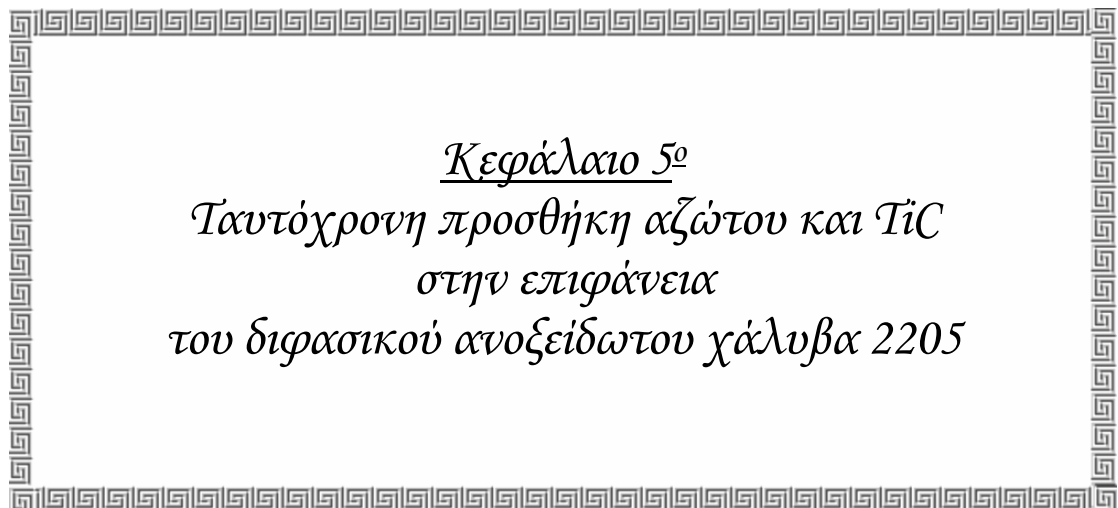 Κεφάλαιο 5ο
Ταυτόχρονη προσθήκη αζώτου και TiC
στην επιφάνεια
του διφασικού ανοξείδωτου χάλυβα 2205